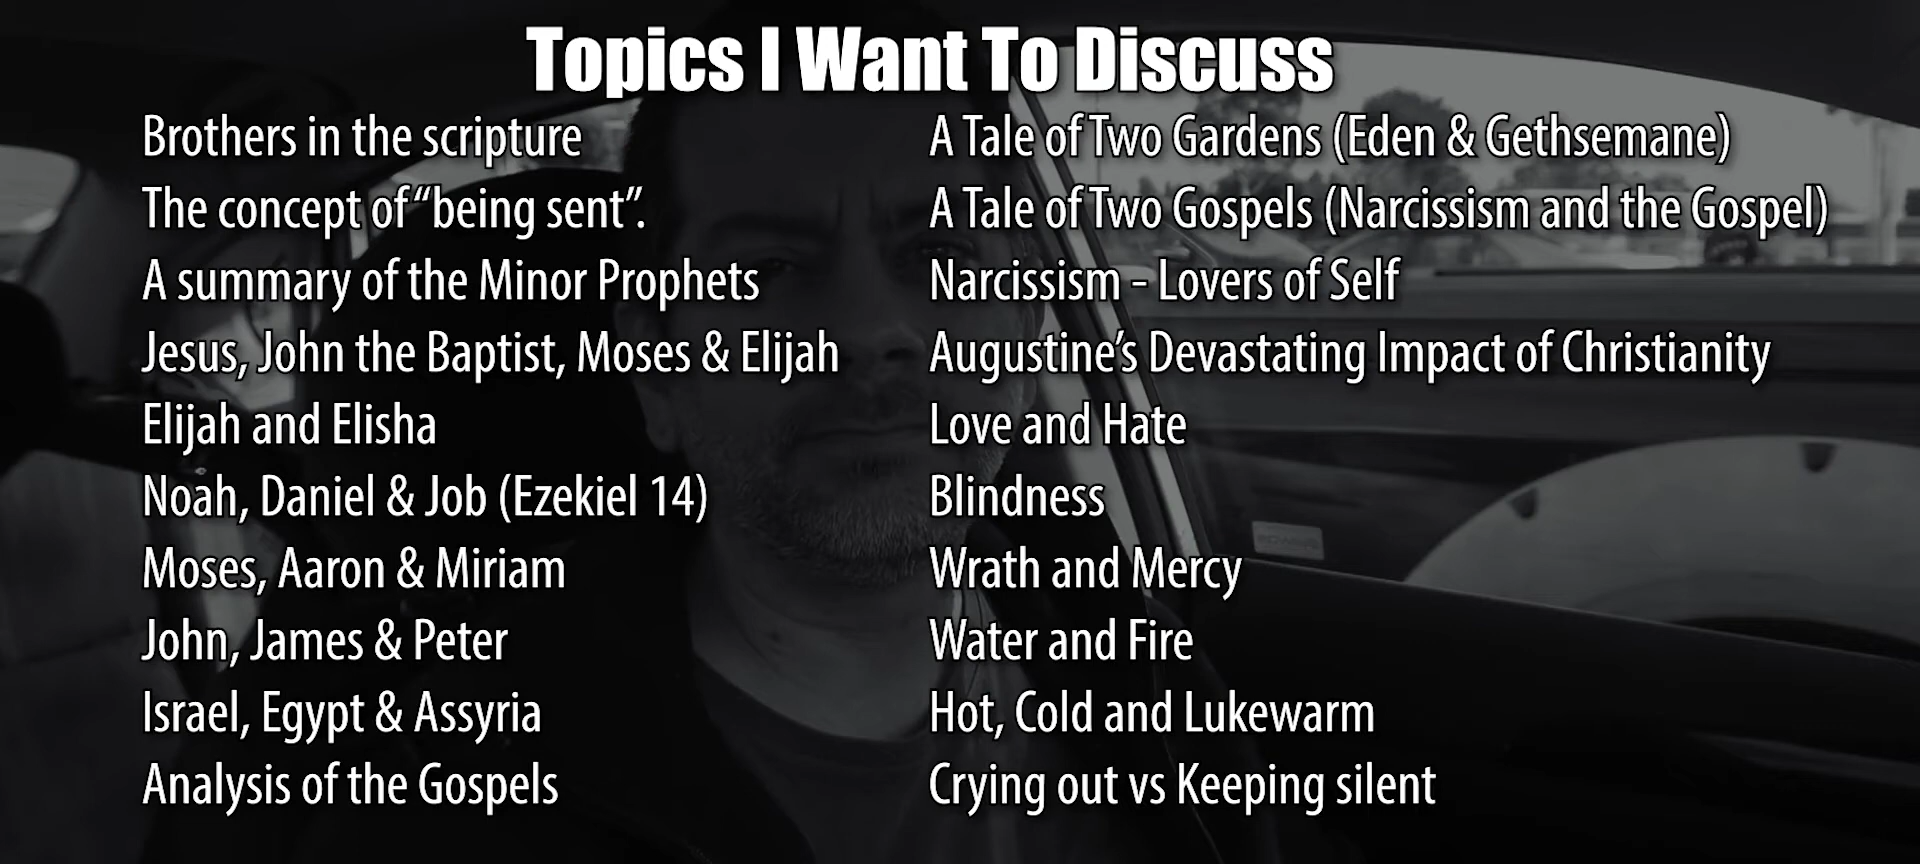 Topics I Want To Discuss
Brothers in the scripture
The concept of “being sent”.
A summary of the Minor Prophets
Jesus, John the Baptist, Moses & Elijah
Elijah and Elisha
Noah, Daniel & Job (Ezekiel 14)
Moses, Aaron & Miriam
John, James & Peter
Israel, Egypt & Assyria
Analysis of the Gospels
A Tale of Two Gardens (Eden & Gethsemane)
A Tale of Two Gospels (Narcissism and the Gospel)
Narcissism - Lovers of Self
Augustine’s Devastating Impact of Christianity
Love and Hate
Blindness
Wrath and Mercy
Water and Fire
Hot, Cold and Lukewarm
Crying out vs Keeping silent